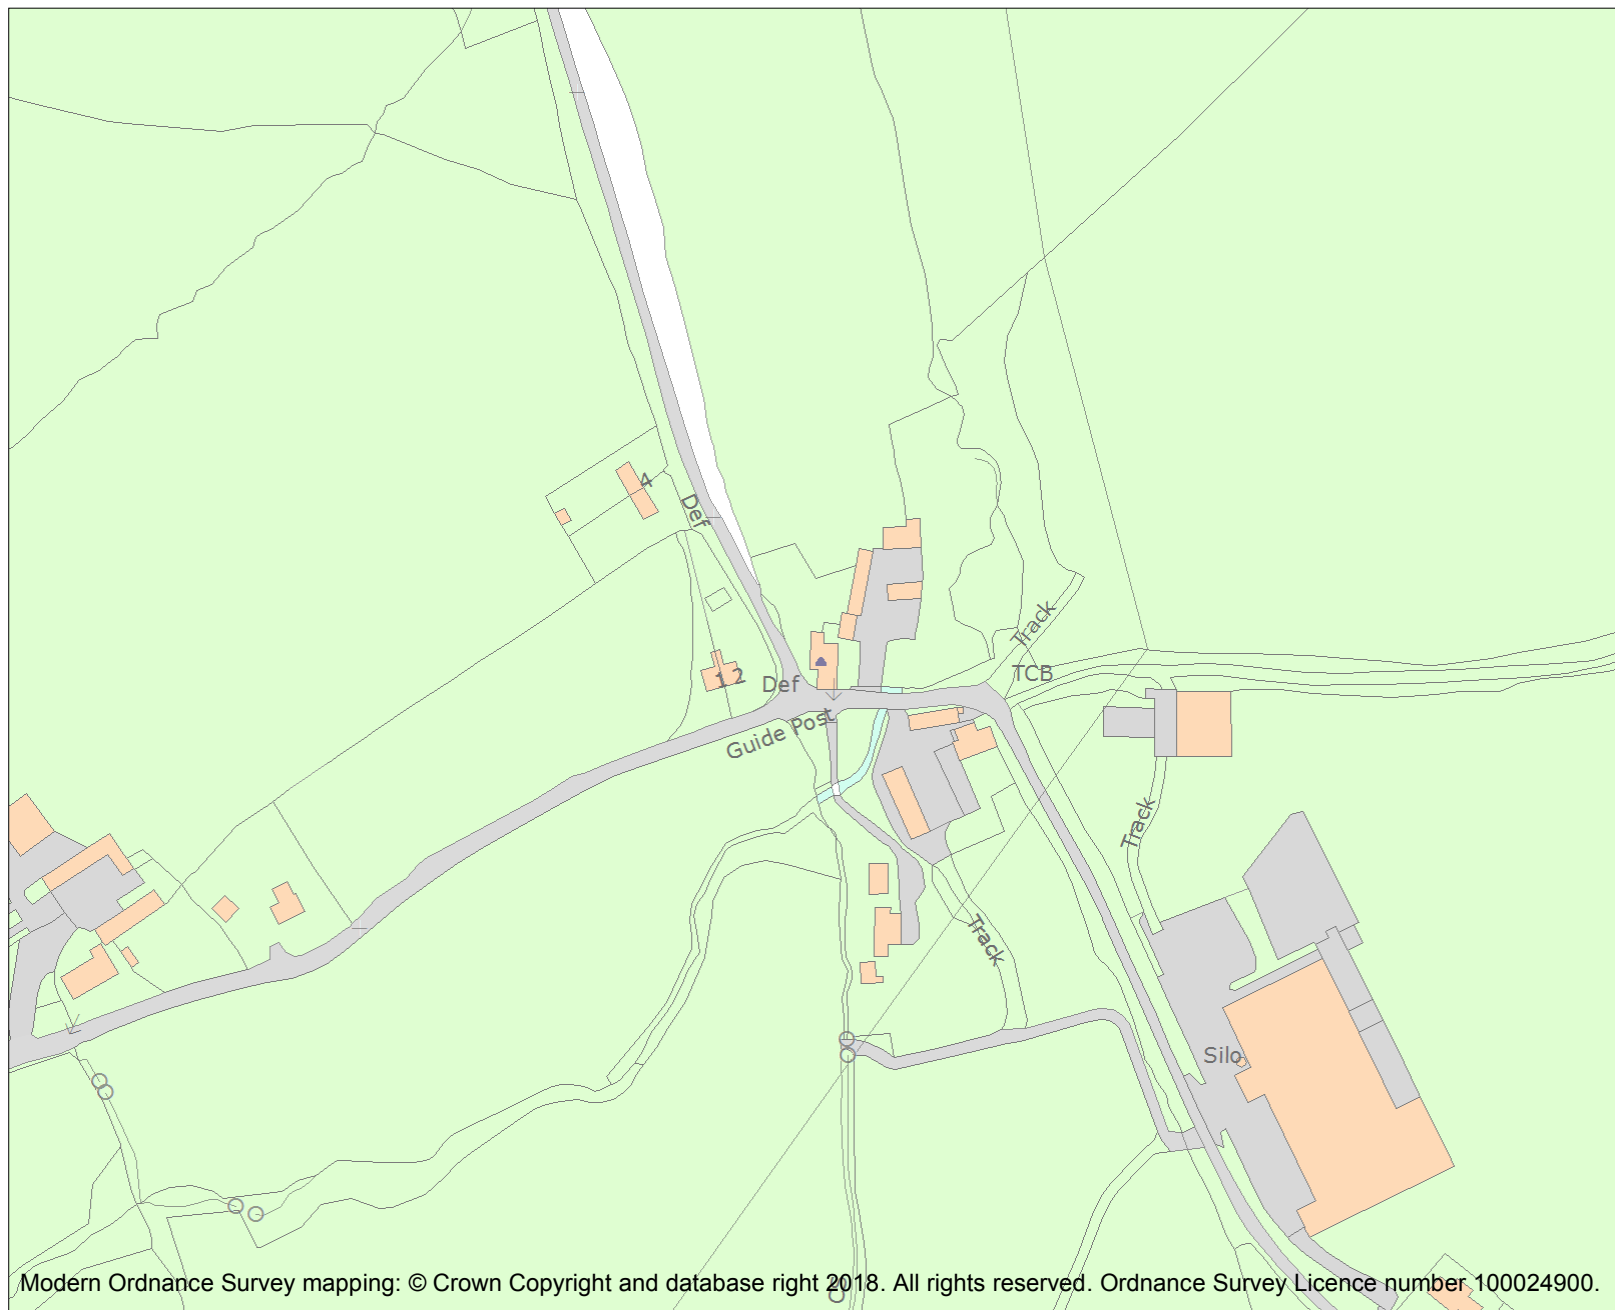 4
Def
Track
1 2
Def
TCB
Guide Post
Track
Track
Silo
Modern Ordnance Survey mapping: © Crown Copyright and database right 2018. All rights reserved. Ordnance Survey Licence number 100024900.